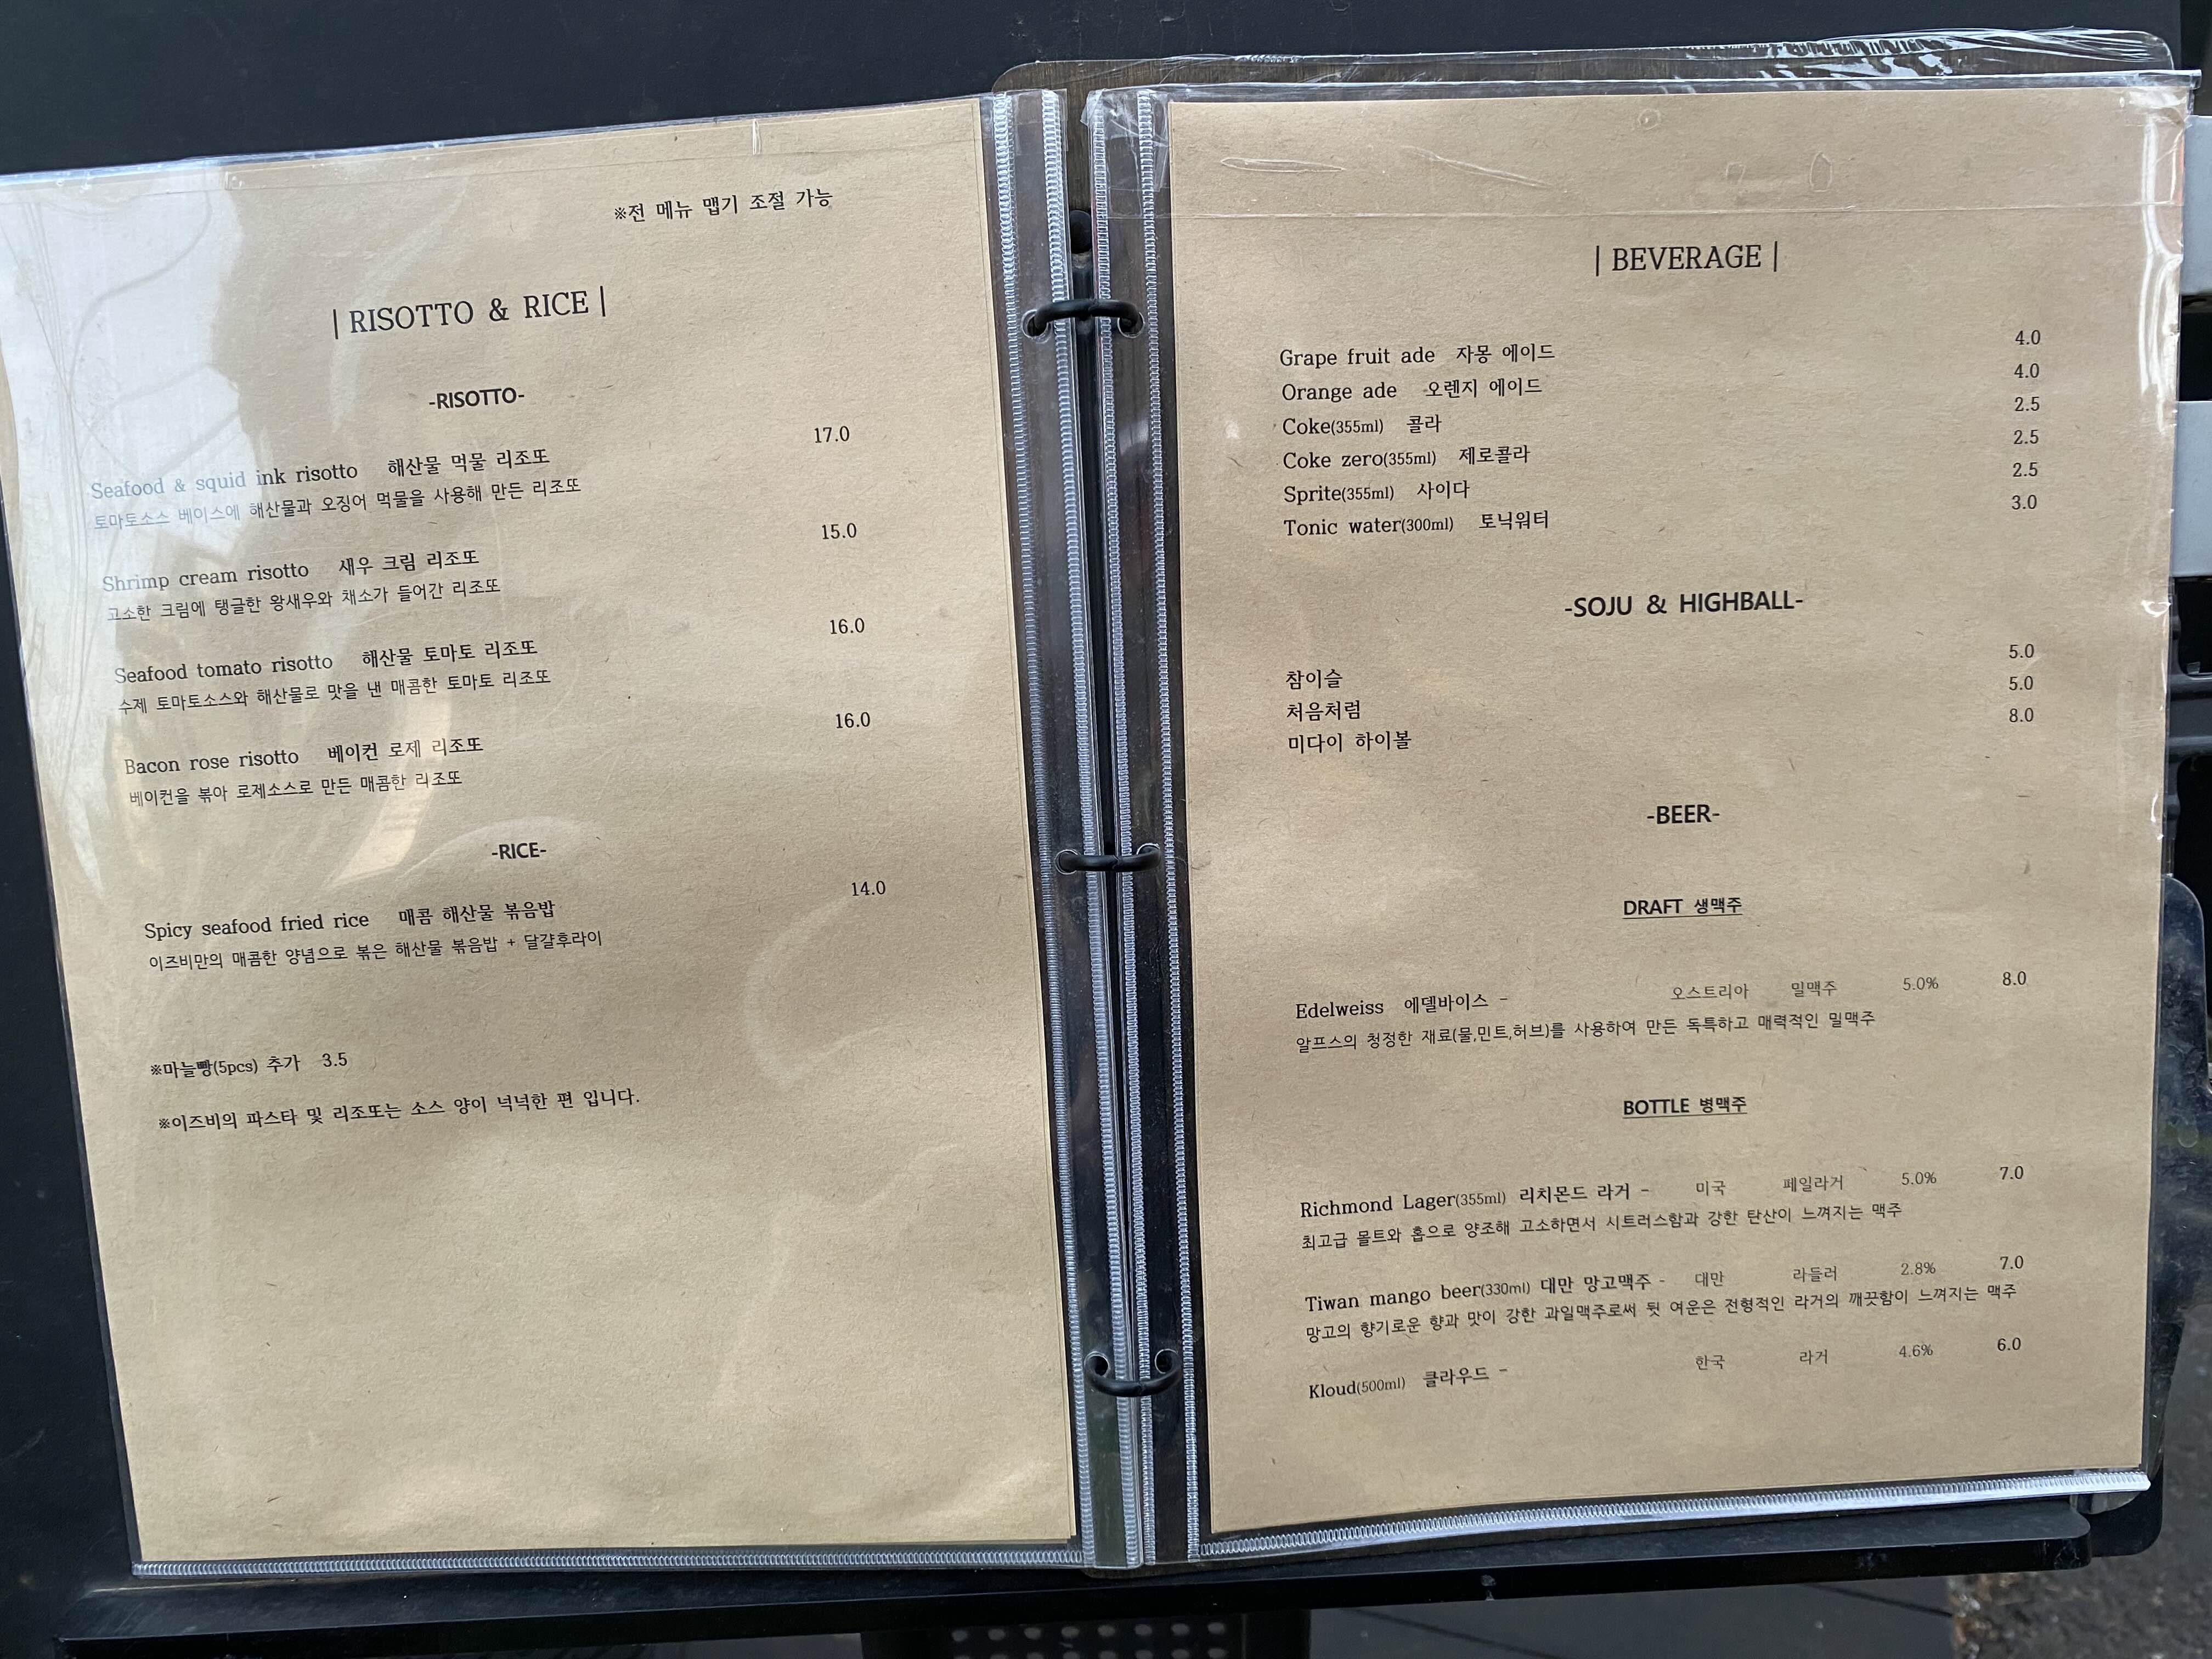 ※전 메뉴 맵기 조절 가능
| RISOTTO & RICE |
-RISOTTO-
Seafood & squid ink risotto 해산물 먹물 리조또 17.0
토마토소스 베이스에 해산물과 오징어 먹물을 사용해 만든 리조또
Shrimp cream risotto 새우 크림 리조또 15.0
고소한 크림에 탱글한 왕새우와 채소가 들어간 리조또
Seafood tomato risotto 해산물 토마토 리조또 16.0
수제 토마토소스와 해산물로 맛을 낸 매콤한 토마토 리조또
Bacon rose risotto 베이컨 로제 리조또 16.0
베이컨을 볶아 로제소스로 만든 매콤한 리조또
-RICE-
Spicy seafood fried rice 매콤 해산물 볶음밥 14.0
이즈비만의 매콤한 양념으로 볶은 해산물 볶음밥 + 달걀후라이
※마늘빵(5pcs) 추가 3.5
※이즈비의 파스타 및 리조또는 소스 양이 넉넉한 편 입니다.
| BEVERAGE |
Grape fruit ade 자몽 에이드 4.0
Orange ade 오렌지 에이드 4.0
Coke(355ml) 콜라 2.5
Coke zero(355ml) 제로콜라 2.5
Sprite(355ml) 사이다 2.5
Tonic water(300ml) 토닉워터 3.0
-SOJU & HIGHBALL-
참이슬 5.0
처음처럼 5.0
미다이 하이볼 8.0
-BEER-
DRAFT 생맥주
Edelweiss 에델바이스 - 오스트리아 밀맥주 5.0% 8.0
알프스의 청정한 재료(물,민트,허브)를 사용하여 만든 독특하고 매력적인 밀맥주
BOTTLE 병맥주
Richmond Lager(355ml) 리치몬드 라거 - 미국 페일라거 5.0% 7.0
최고급 몰트와 홉으로 양조해 고소하면서 시트러스함과 강한 탄산이 느껴지는 맥주
Tiwan mango beer(330ml) 대만 망고맥주 - 대만 라들러 2.8% 7.0
망고의 향기로운 향과 맛이 강한 과일맥주로써 뒷 여운은 전형적인 라거의 깨끗함이 느껴지는 맥주
Kloud(500ml) 클라우드 - 한국 라거 4.6% 6.0